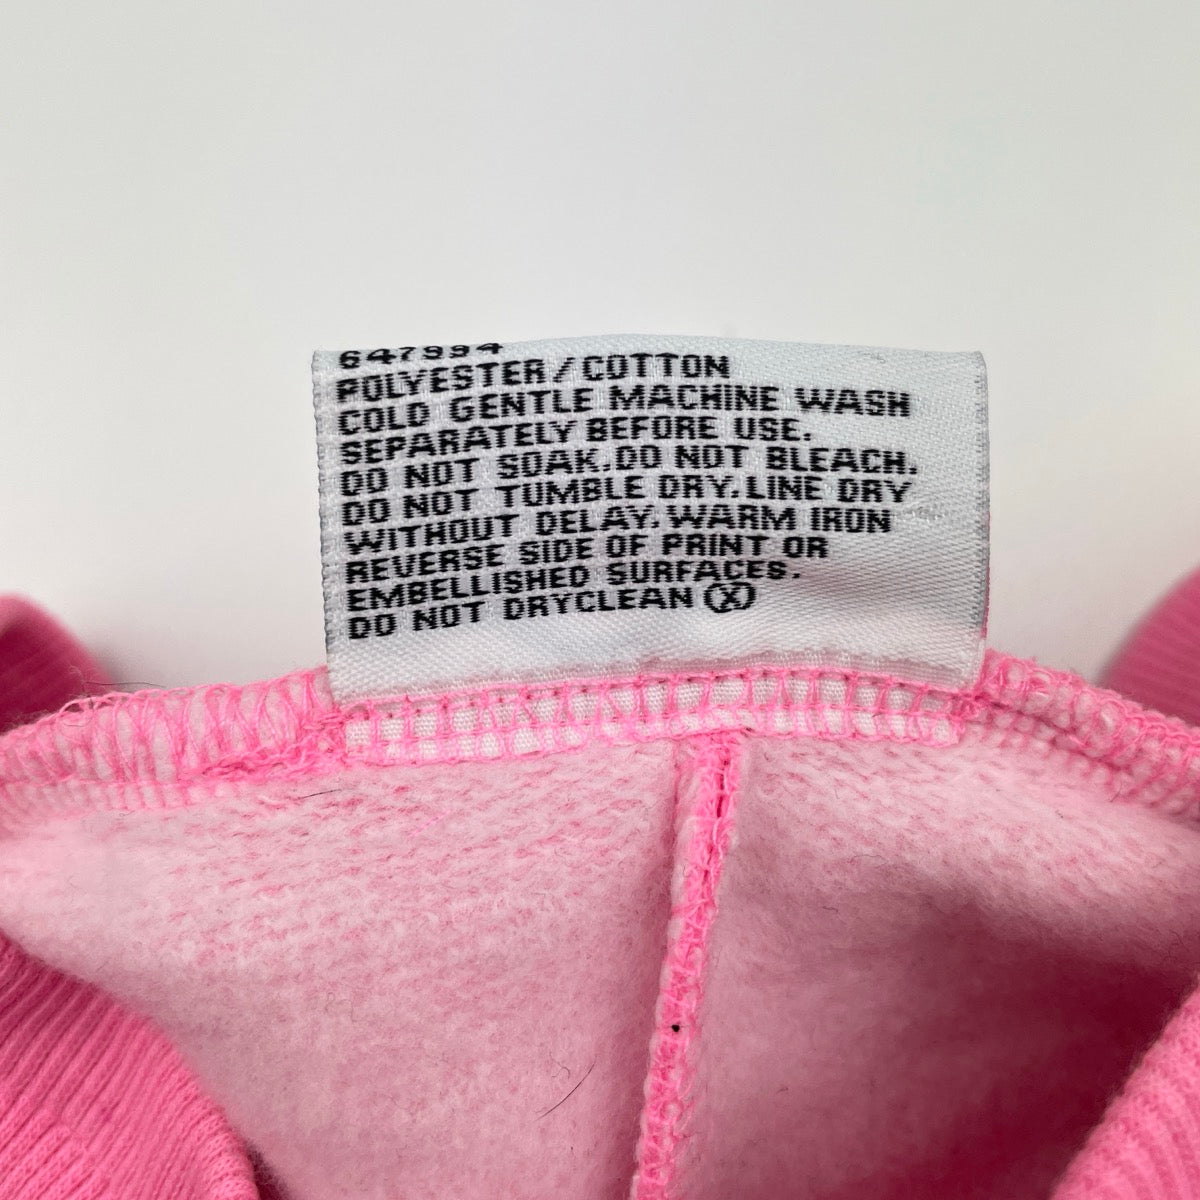 647994
POLYESTER/COTTON
COLD GENTLE MACHINE WASH
SEPARATELY BEFORE USE.
DO NOT SOAK.DO NOT BLEACH.
DO NOT TUMBLE DRY.LINE DRY
WITHOUT DELAY.WARM IRON
REVERSE SIDE OF PRINT OR
EMBELLISHED SURFACES.
DO NOT DRYCLEAN Ⓧ